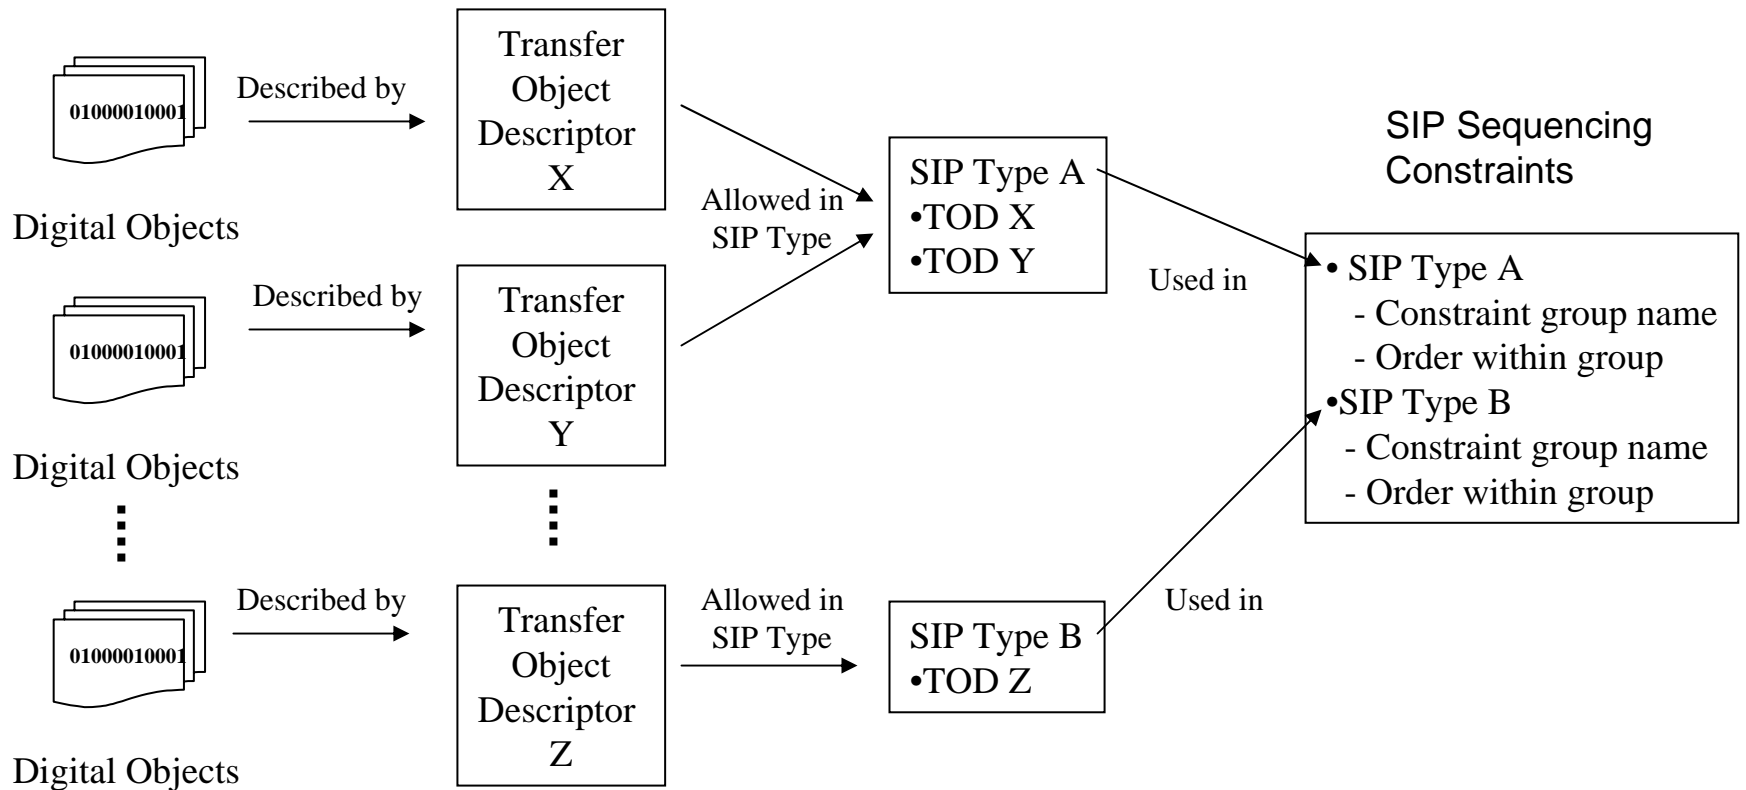 01000010001
Digital Objects
Described by
Transfer
Object
Descriptor
X
01000010001
Digital Objects
Described by
Transfer
Object
Descriptor
Y
Allowed in
SIP Type
SIP Type A
•TOD X
•TOD Y
Used in
01000010001
Digital Objects
Described by
Transfer
Object
Descriptor
Z
Allowed in
SIP Type
SIP Type B
•TOD Z
Used in
SIP Sequencing
Constraints
• SIP Type A
- Constraint group name
- Order within group
•SIP Type B
- Constraint group name
- Order within group